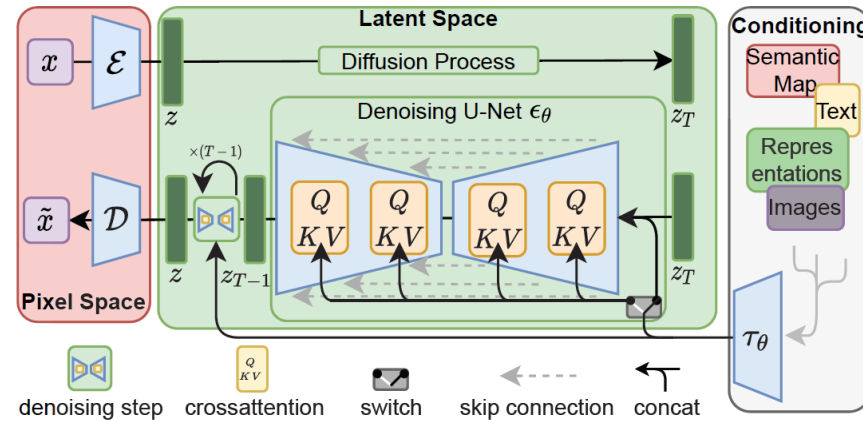 Latent Space
Conditioning
x
ℰ
Diffusion Process
Semantic
Map
z
z_T
Text
Denoising U-Net ϵ_θ
×(T−1)
Repres
entations
Q
KV
Q
KV
Q
KV
Q
KV
Images
x̃
𝒟
z
z_{T−1}
z_T
Pixel Space
τ_θ
Q
KV
denoising step
crossattention
switch
skip connection
concat